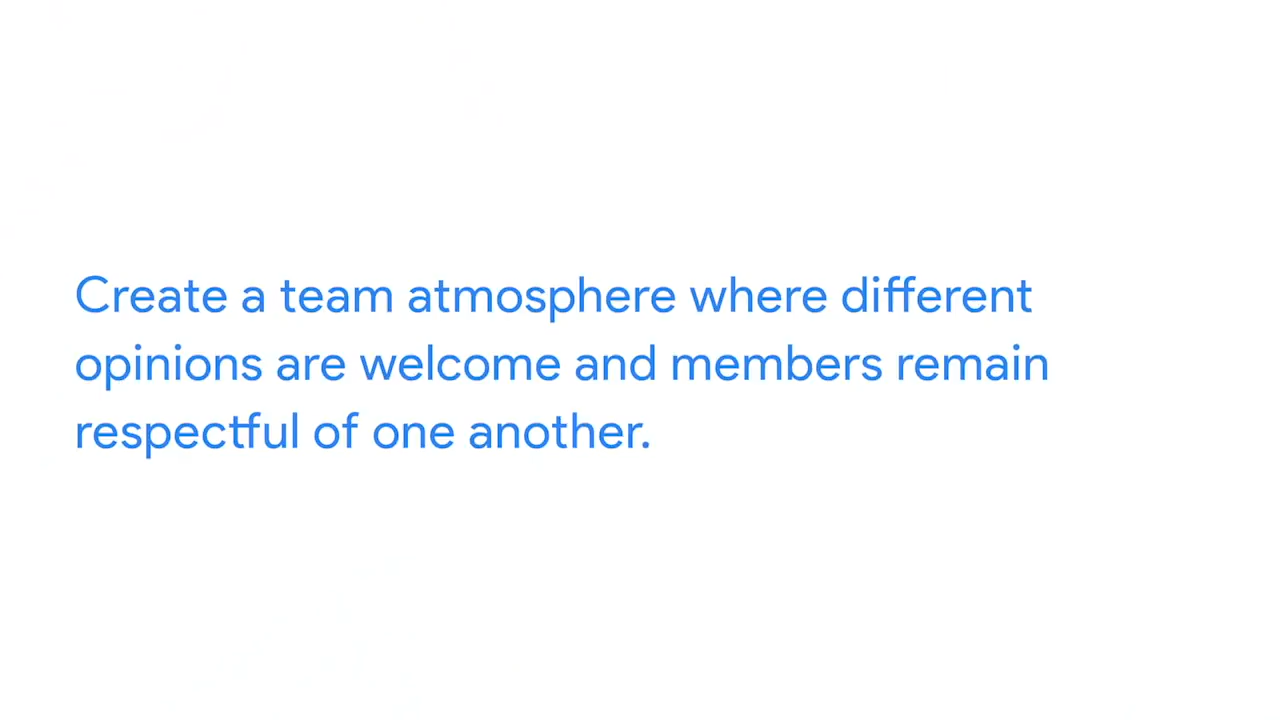 Create a team atmosphere where different
opinions are welcome and members remain
respectful of one another.